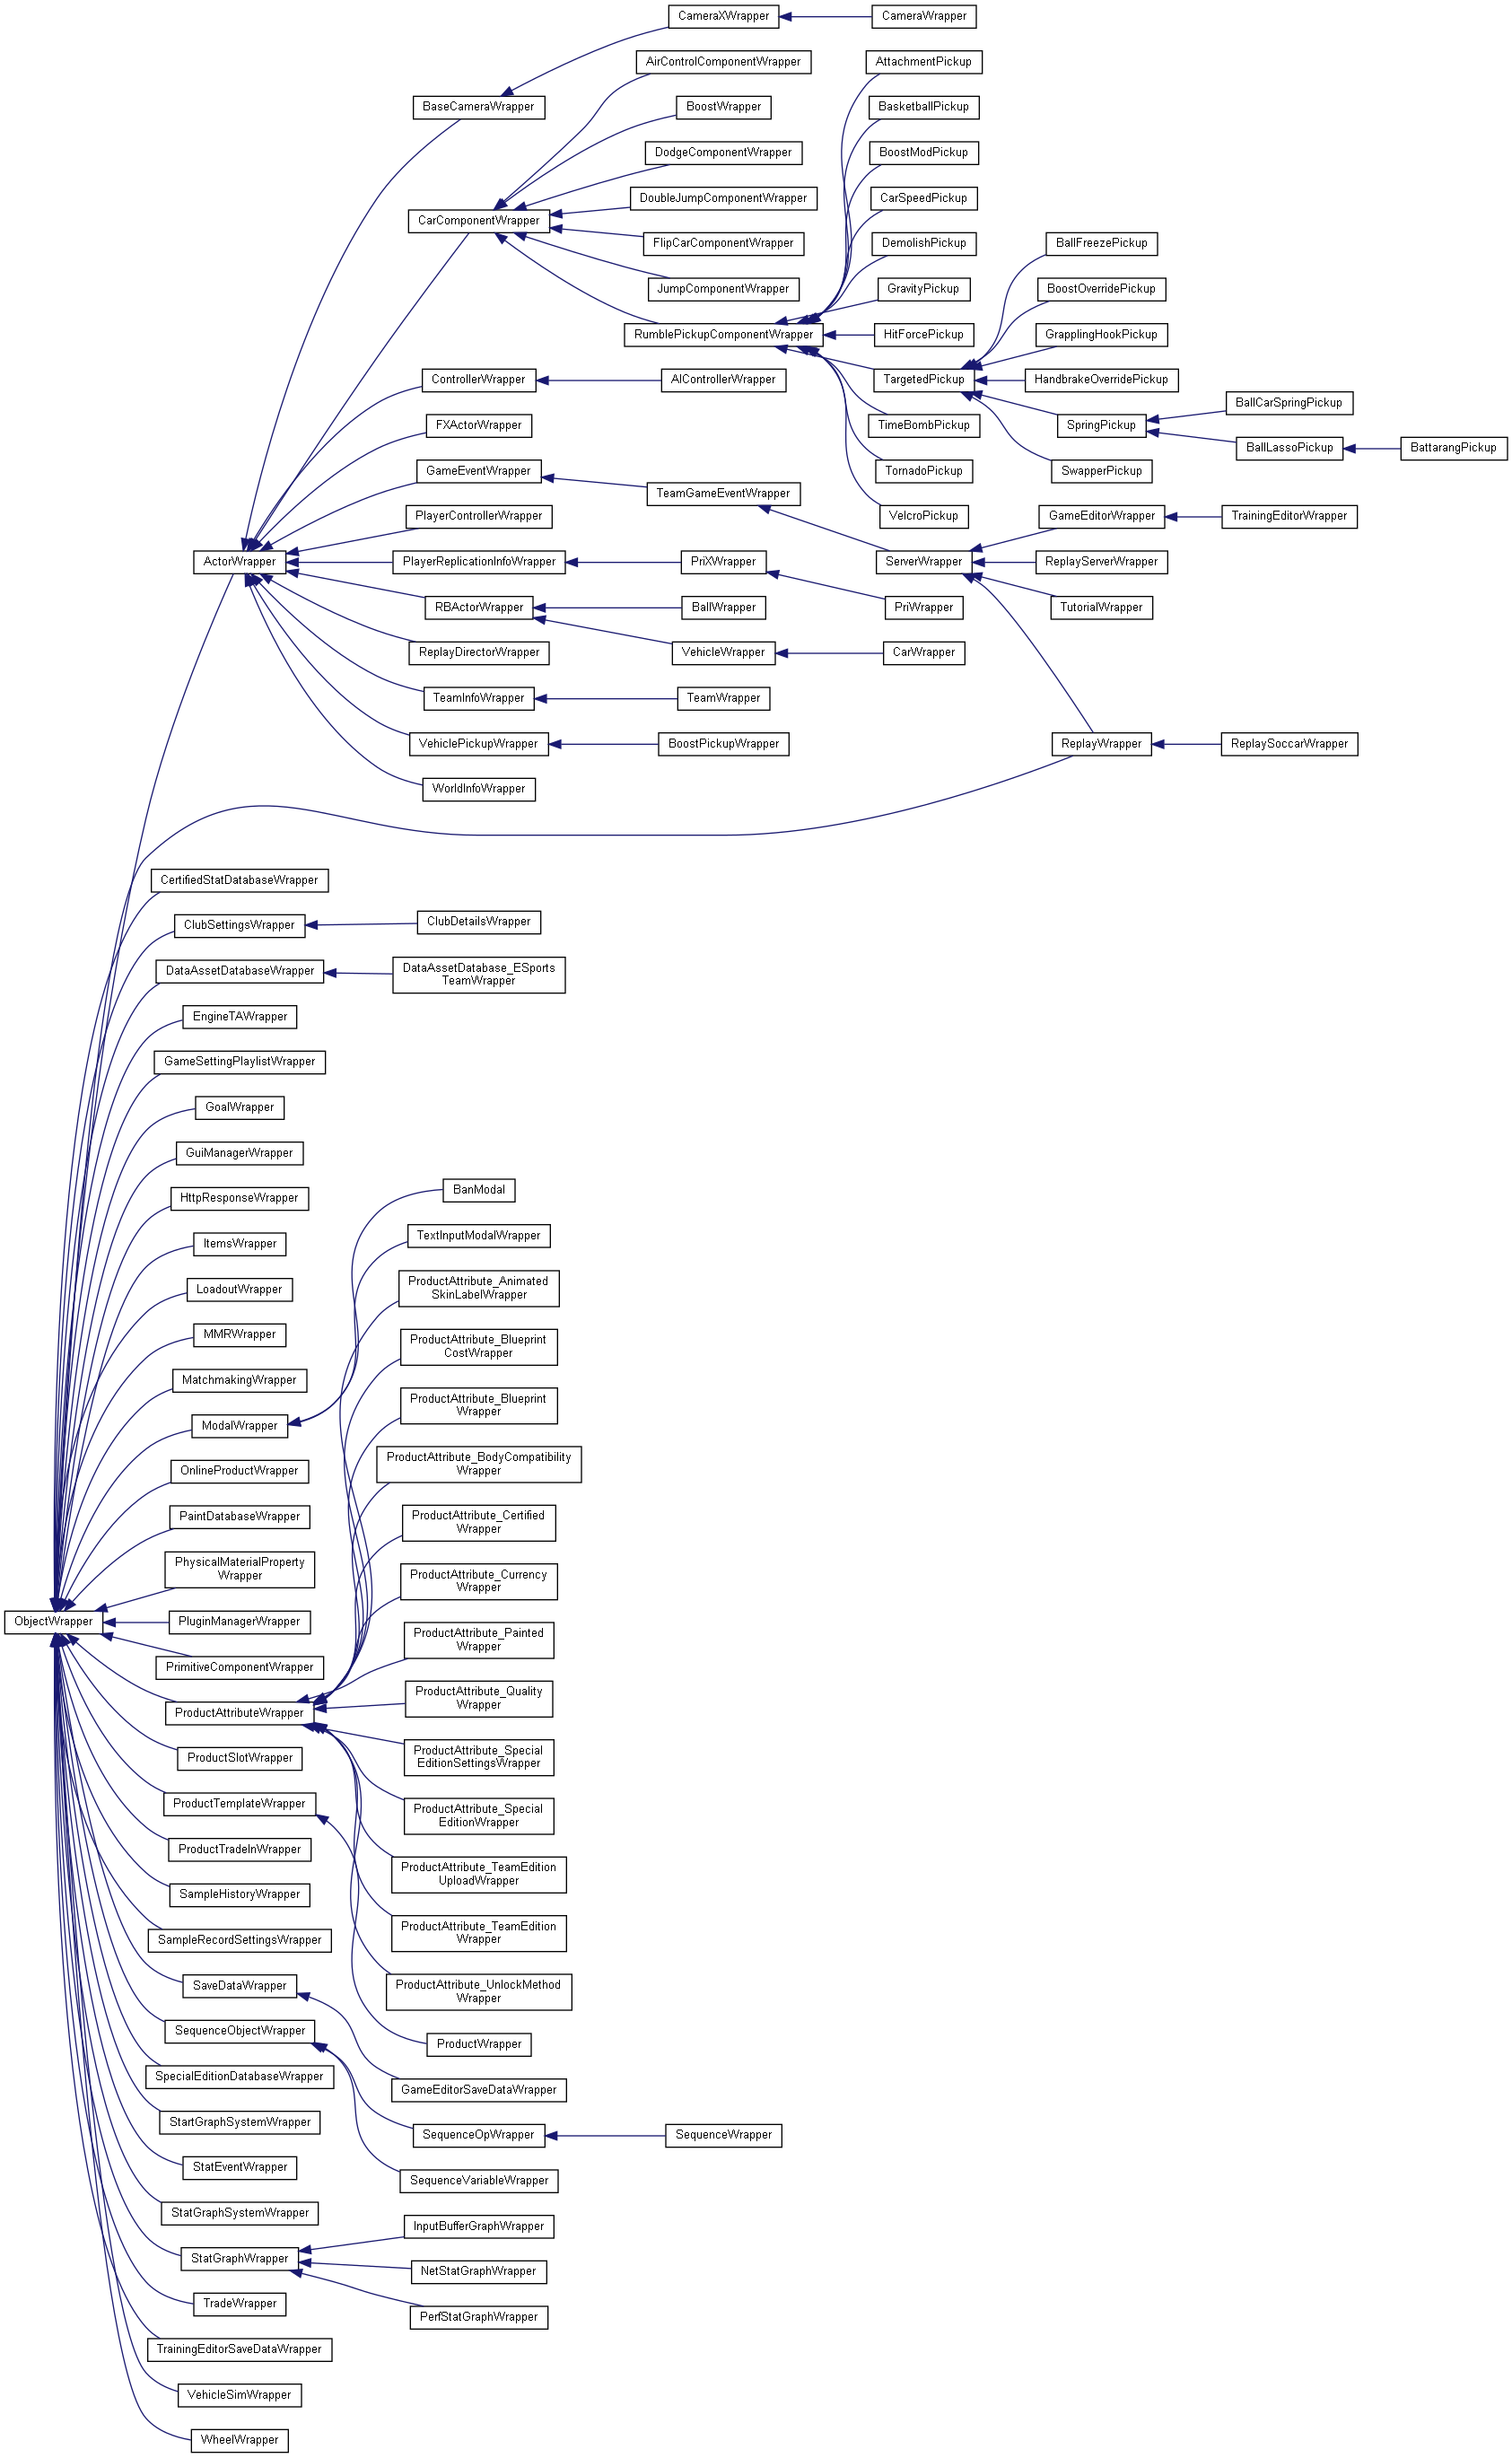 CameraXWrapper
CameraWrapper
AirControlComponentWrapper
AttachmentPickup
BaseCameraWrapper
BoostWrapper
BasketballPickup
DodgeComponentWrapper
BoostModPickup
DoubleJumpComponentWrapper
CarSpeedPickup
CarComponentWrapper
FlipCarComponentWrapper
DemolishPickup
BallFreezePickup
JumpComponentWrapper
GravityPickup
BoostOverridePickup
RumblePickupComponentWrapper
HitForcePickup
GrapplingHookPickup
ControllerWrapper
AIControllerWrapper
TargetedPickup
HandbrakeOverridePickup
BallCarSpringPickup
FXActorWrapper
TimeBombPickup
SpringPickup
BallLassoPickup
BattarangPickup
GameEventWrapper
TornadoPickup
SwapperPickup
TeamGameEventWrapper
PlayerControllerWrapper
VelcroPickup
GameEditorWrapper
TrainingEditorWrapper
ActorWrapper
PlayerReplicationInfoWrapper
PriXWrapper
ServerWrapper
ReplayServerWrapper
RBActorWrapper
BallWrapper
PriWrapper
TutorialWrapper
ReplayDirectorWrapper
VehicleWrapper
CarWrapper
TeamInfoWrapper
TeamWrapper
VehiclePickupWrapper
BoostPickupWrapper
ReplayWrapper
ReplaySoccarWrapper
WorldInfoWrapper
CertifiedStatDatabaseWrapper
ClubSettingsWrapper
ClubDetailsWrapper
DataAssetDatabaseWrapper
DataAssetDatabase_ESports
TeamWrapper
EngineTAWrapper
GameSettingPlaylistWrapper
GoalWrapper
GuiManagerWrapper
HttpResponseWrapper
BanModal
ItemsWrapper
TextInputModalWrapper
LoadoutWrapper
ProductAttribute_Animated
SkinLabelWrapper
MMRWrapper
ProductAttribute_Blueprint
CostWrapper
MatchmakingWrapper
ProductAttribute_Blueprint
Wrapper
ModalWrapper
OnlineProductWrapper
ProductAttribute_BodyCompatibility
Wrapper
PaintDatabaseWrapper
ProductAttribute_Certified
Wrapper
PhysicalMaterialProperty
Wrapper
ProductAttribute_Currency
Wrapper
ObjectWrapper
PluginManagerWrapper
ProductAttribute_Painted
Wrapper
PrimitiveComponentWrapper
ProductAttributeWrapper
ProductAttribute_Quality
Wrapper
ProductSlotWrapper
ProductAttribute_Special
EditionSettingsWrapper
ProductTemplateWrapper
ProductAttribute_Special
EditionWrapper
ProductTradeInWrapper
ProductAttribute_TeamEdition
UploadWrapper
SampleHistoryWrapper
ProductAttribute_TeamEdition
Wrapper
SampleRecordSettingsWrapper
SaveDataWrapper
ProductAttribute_UnlockMethod
Wrapper
SequenceObjectWrapper
ProductWrapper
SpecialEditionDatabaseWrapper
GameEditorSaveDataWrapper
StartGraphSystemWrapper
SequenceOpWrapper
SequenceWrapper
StatEventWrapper
SequenceVariableWrapper
StatGraphSystemWrapper
InputBufferGraphWrapper
StatGraphWrapper
NetStatGraphWrapper
TradeWrapper
PerfStatGraphWrapper
TrainingEditorSaveDataWrapper
VehicleSimWrapper
WheelWrapper